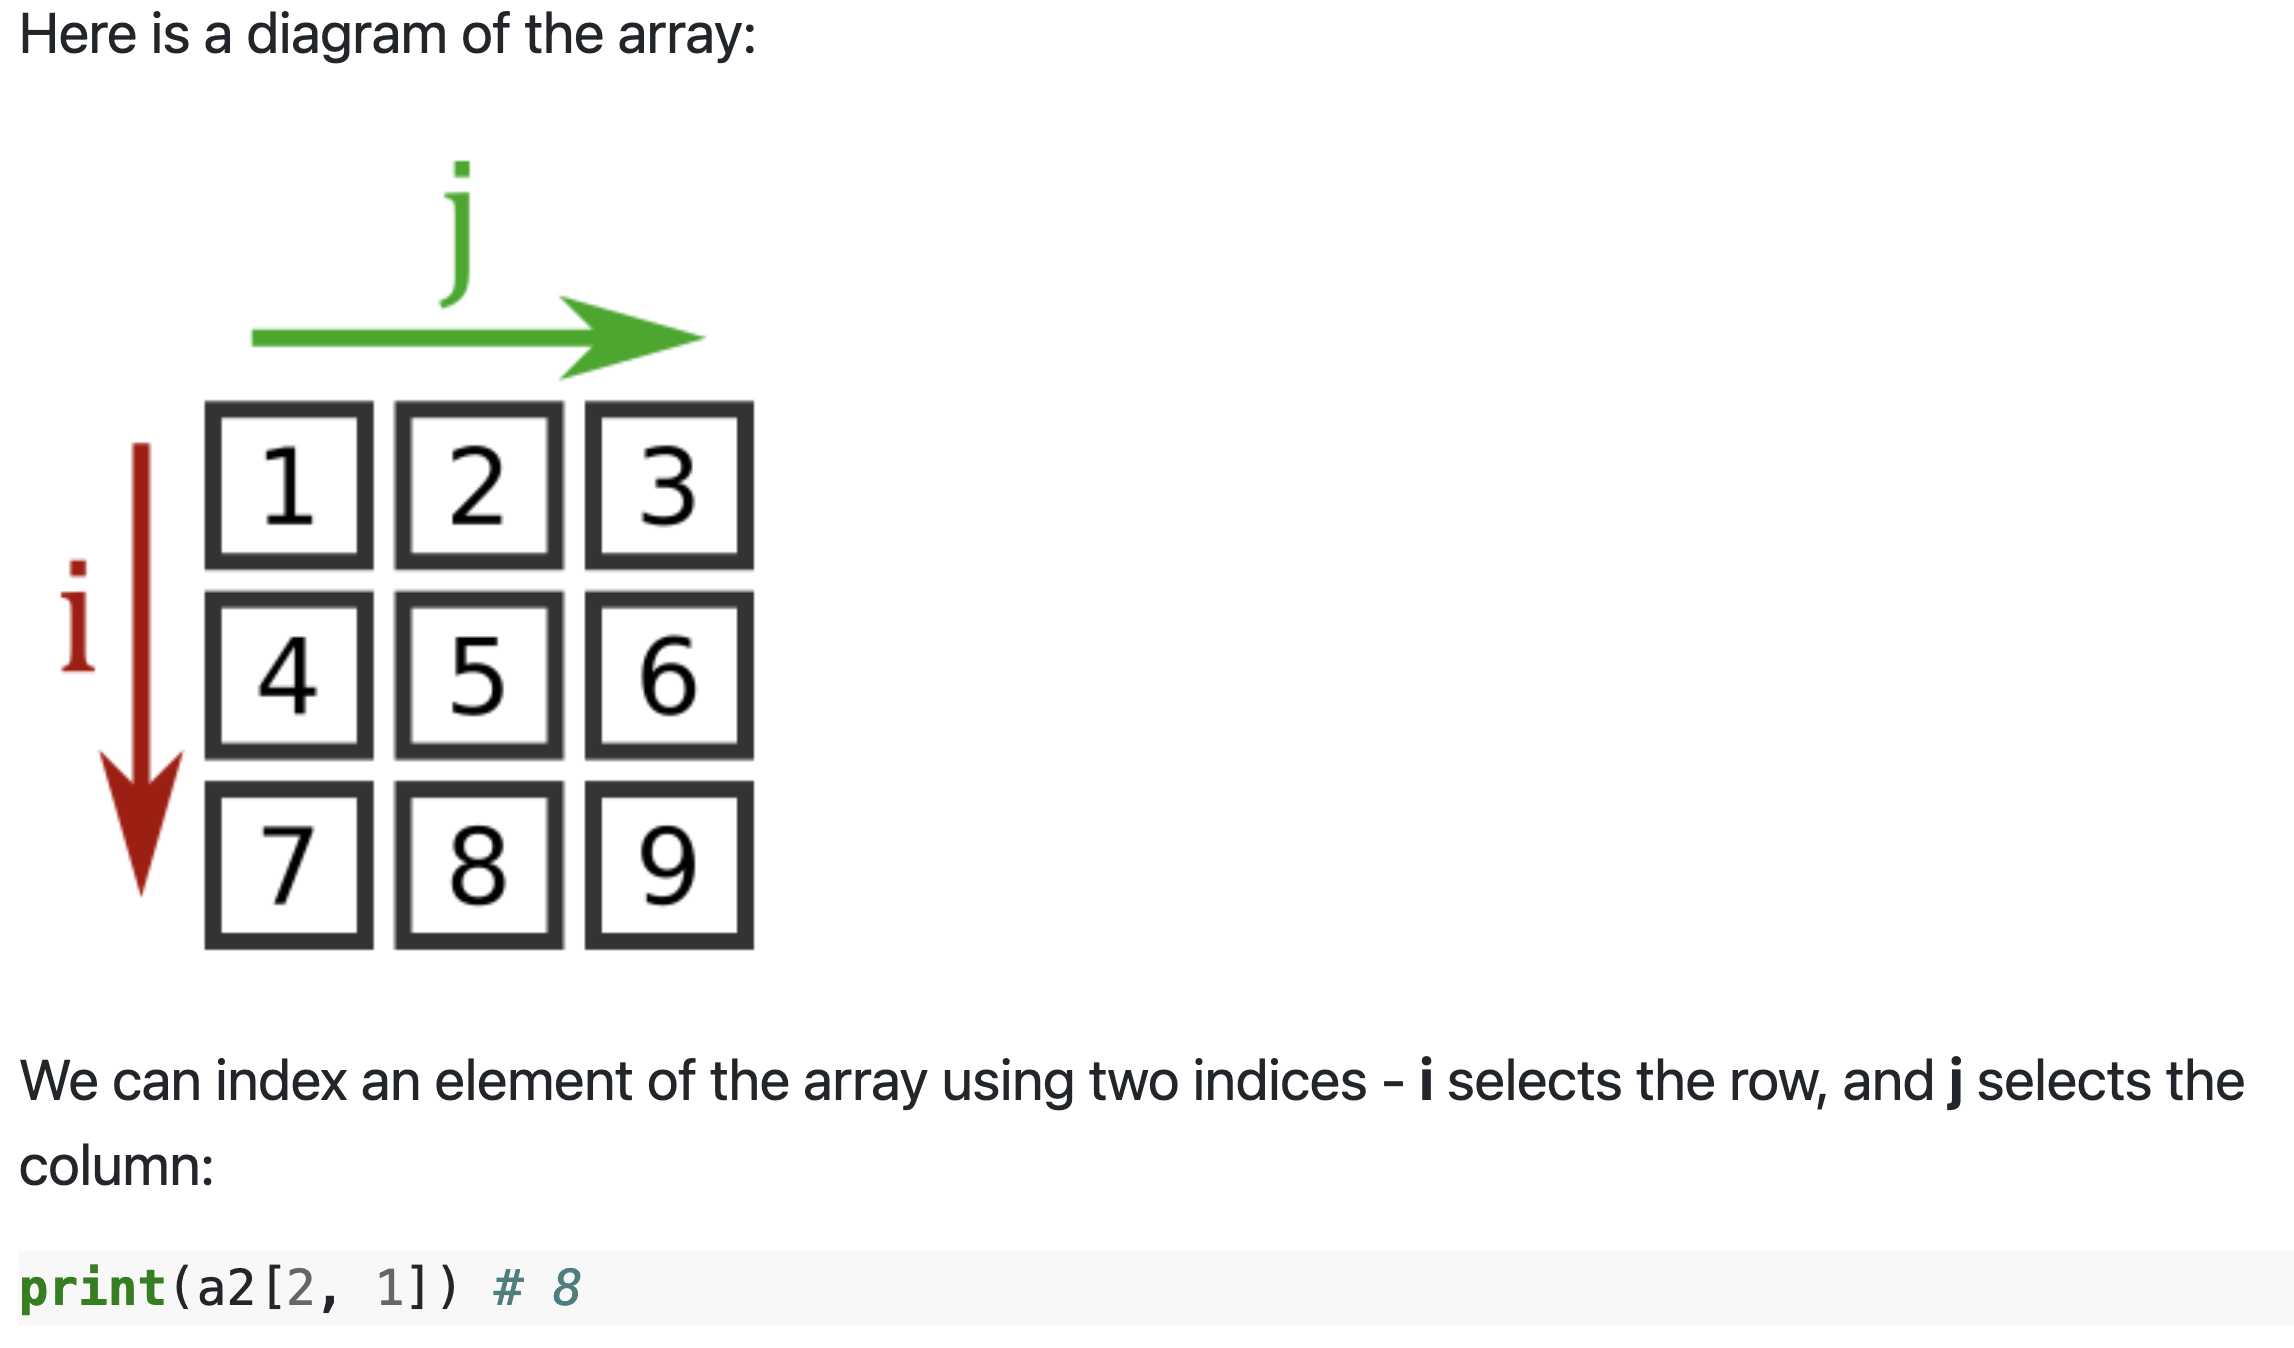 Here is a diagram of the array:
j
i
1 2 3
4 5 6
7 8 9
We can index an element of the array using two indices - i selects the row, and j selects the
column:
print(a2[2, 1]) # 8